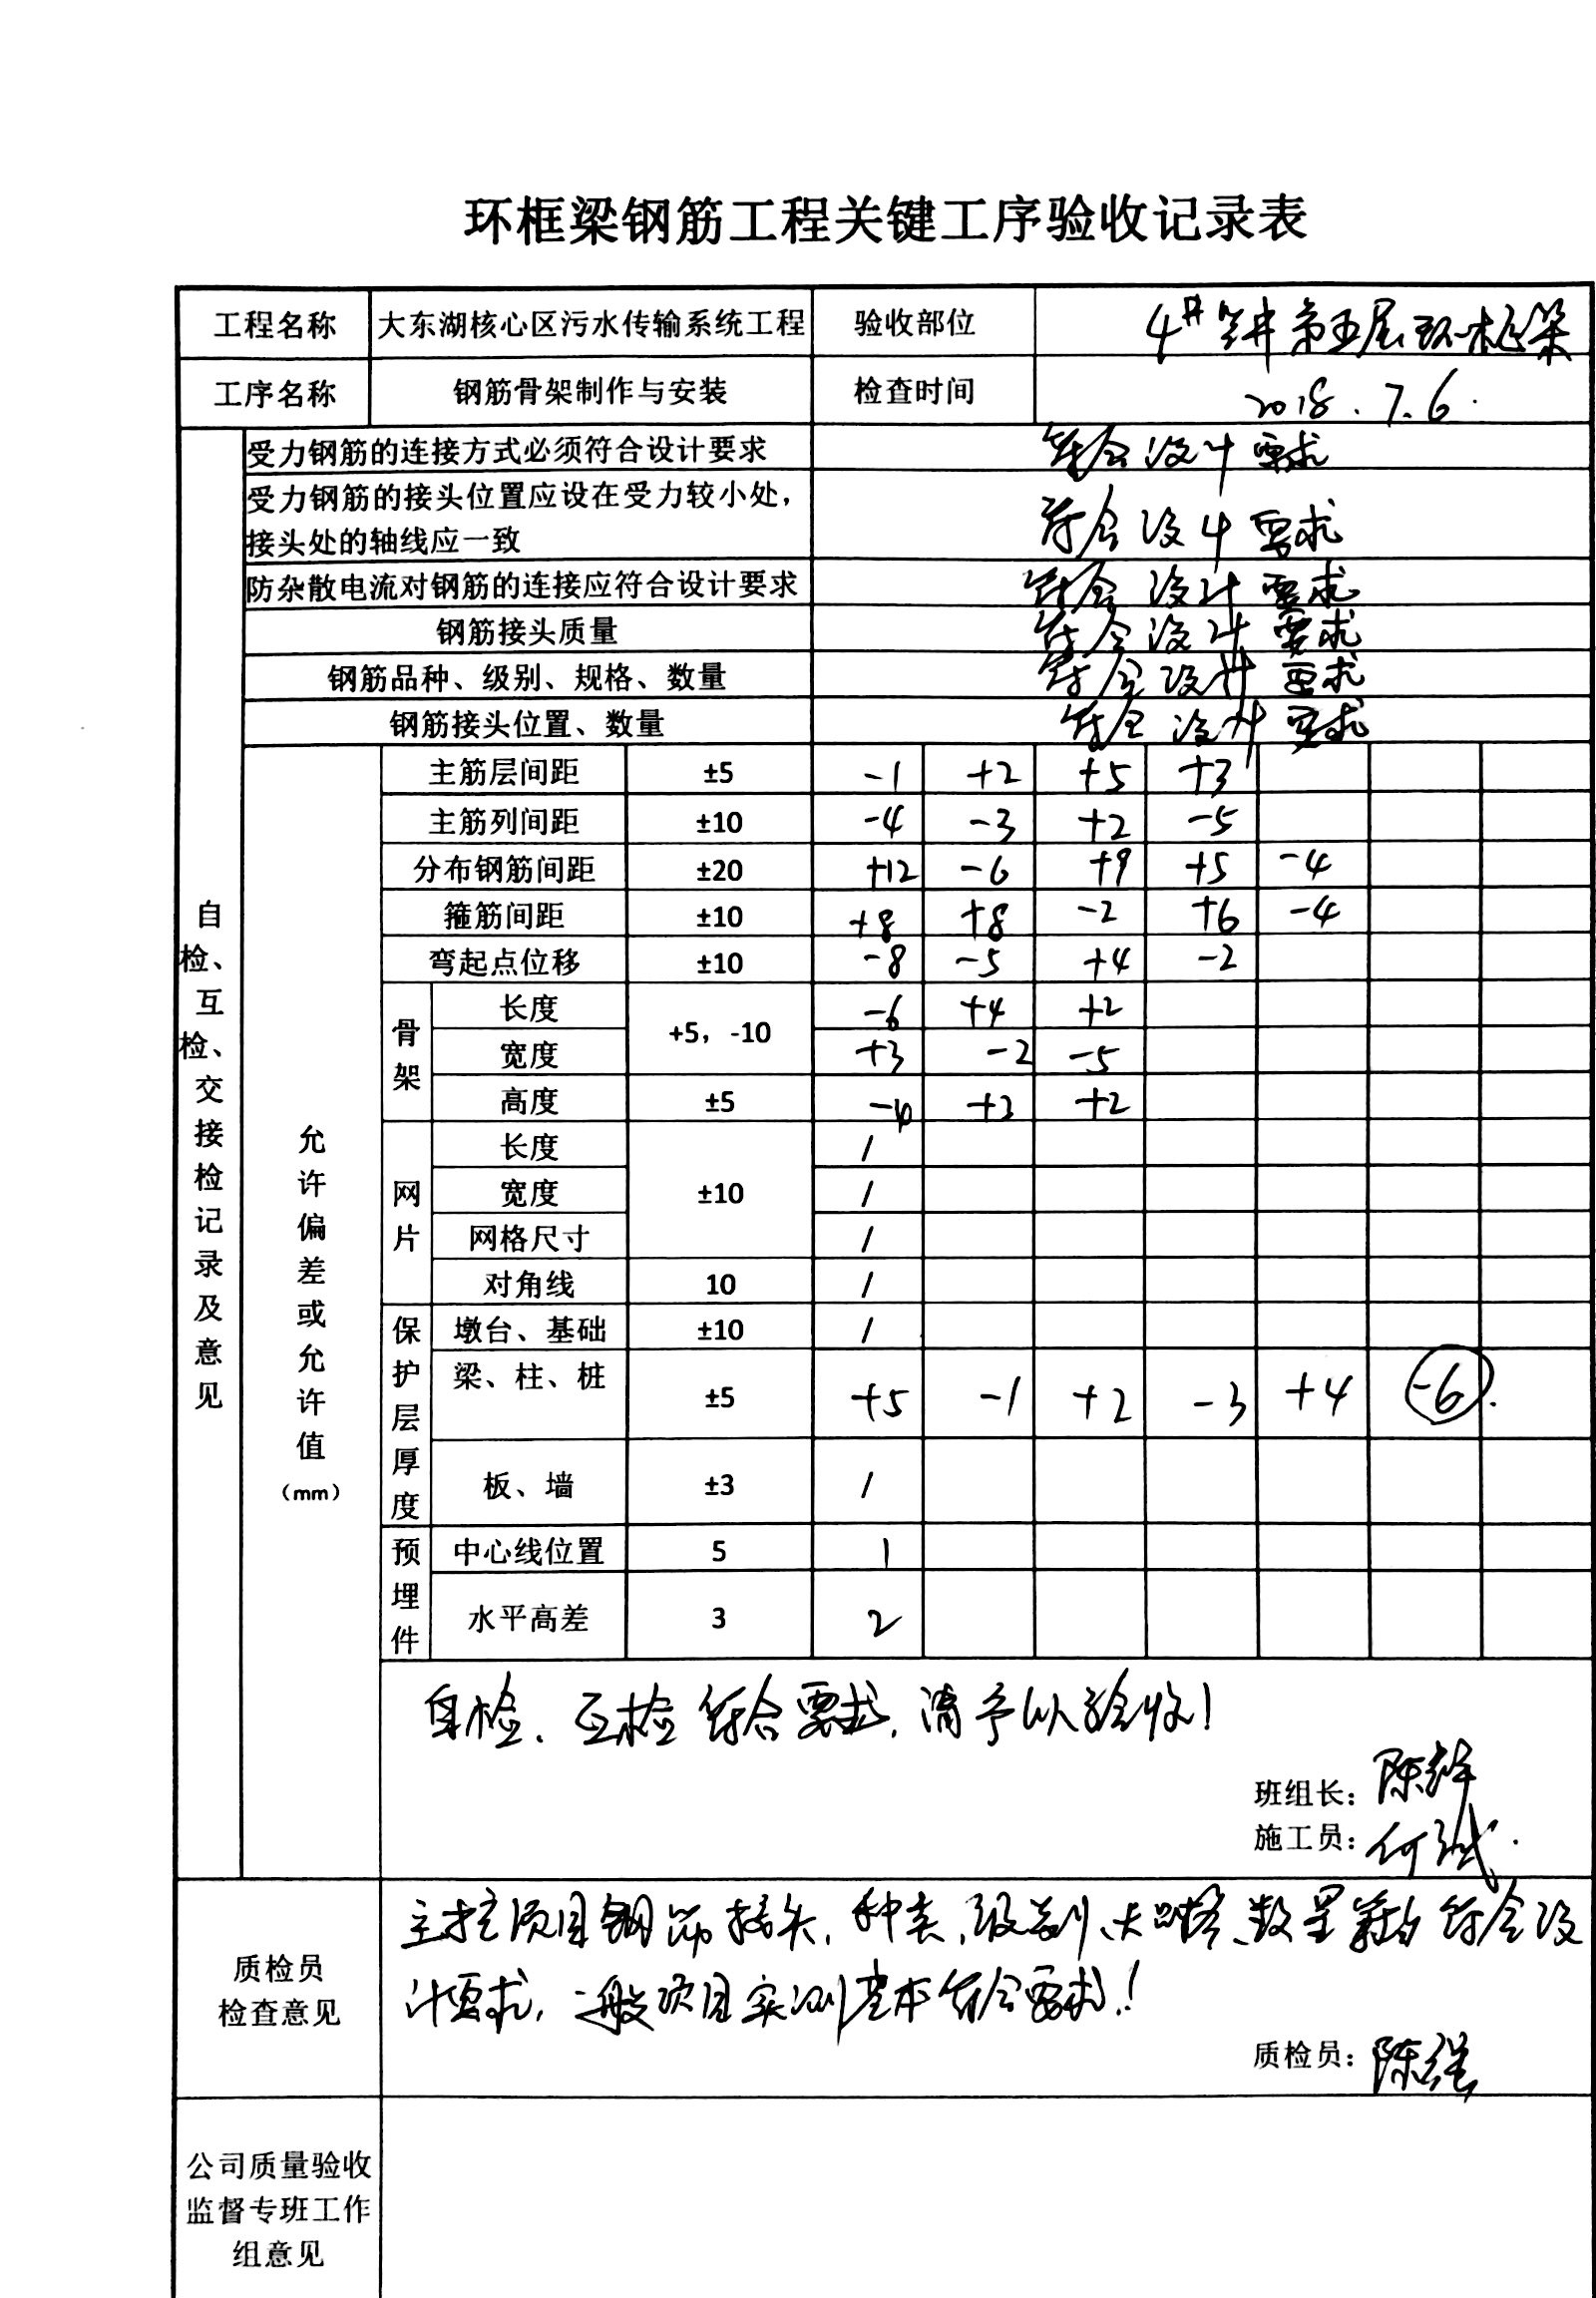 环框梁钢筋工程关键工序验收记录表
工程名称 大东湖核心区污水传输系统工程 验收部位 4#竖井第五层环框梁
工序名称 钢筋骨架制作与安装 检查时间 2018.7.6.
自检、互检、交接检记录及意见
受力钢筋的连接方式必须符合设计要求 符合设计要求
受力钢筋的接头位置应设在受力较小处,
接头处的轴线应一致 符合设计要求
防杂散电流对钢筋的连接应符合设计要求 符合设计要求
钢筋接头质量 符合设计要求
钢筋品种、级别、规格、数量 符合设计要求
钢筋接头位置、数量 符合设计要求
允许偏差或允许值(mm)
主筋层间距 ±5 -1 +2 +5 +3
主筋列间距 ±10 -4 -3 +2 -5
分布钢筋间距 ±20 +12 -6 +9 +5 -4
箍筋间距 ±10 +8 +8 -2 +6 -4
弯起点位移 ±10 -8 -5 +4 -2
骨架 长度 +5, -10 -6 +4 +2
宽度 +3 -2 -5
高度 ±5 -4 +3 +2
网片 长度 ±10 /
宽度 /
网格尺寸 /
对角线 10 /
保护层厚度 墩台、基础 ±10 /
梁、柱、桩 ±5 +5 -1 +2 -3 +4 -6
板、墙 ±3 /
预埋件 中心线位置 5 1
水平高差 3 2
自检、互检符合要求,请予以验收!
班组长:陈
施工员:何斌
质检员
检查意见
主控项目钢筋接头,种类,级别、规格、数量等均符合设
计要求,一般项目实测基本符合要求!
质检员:陈
公司质量验收
监督专班工作
组意见